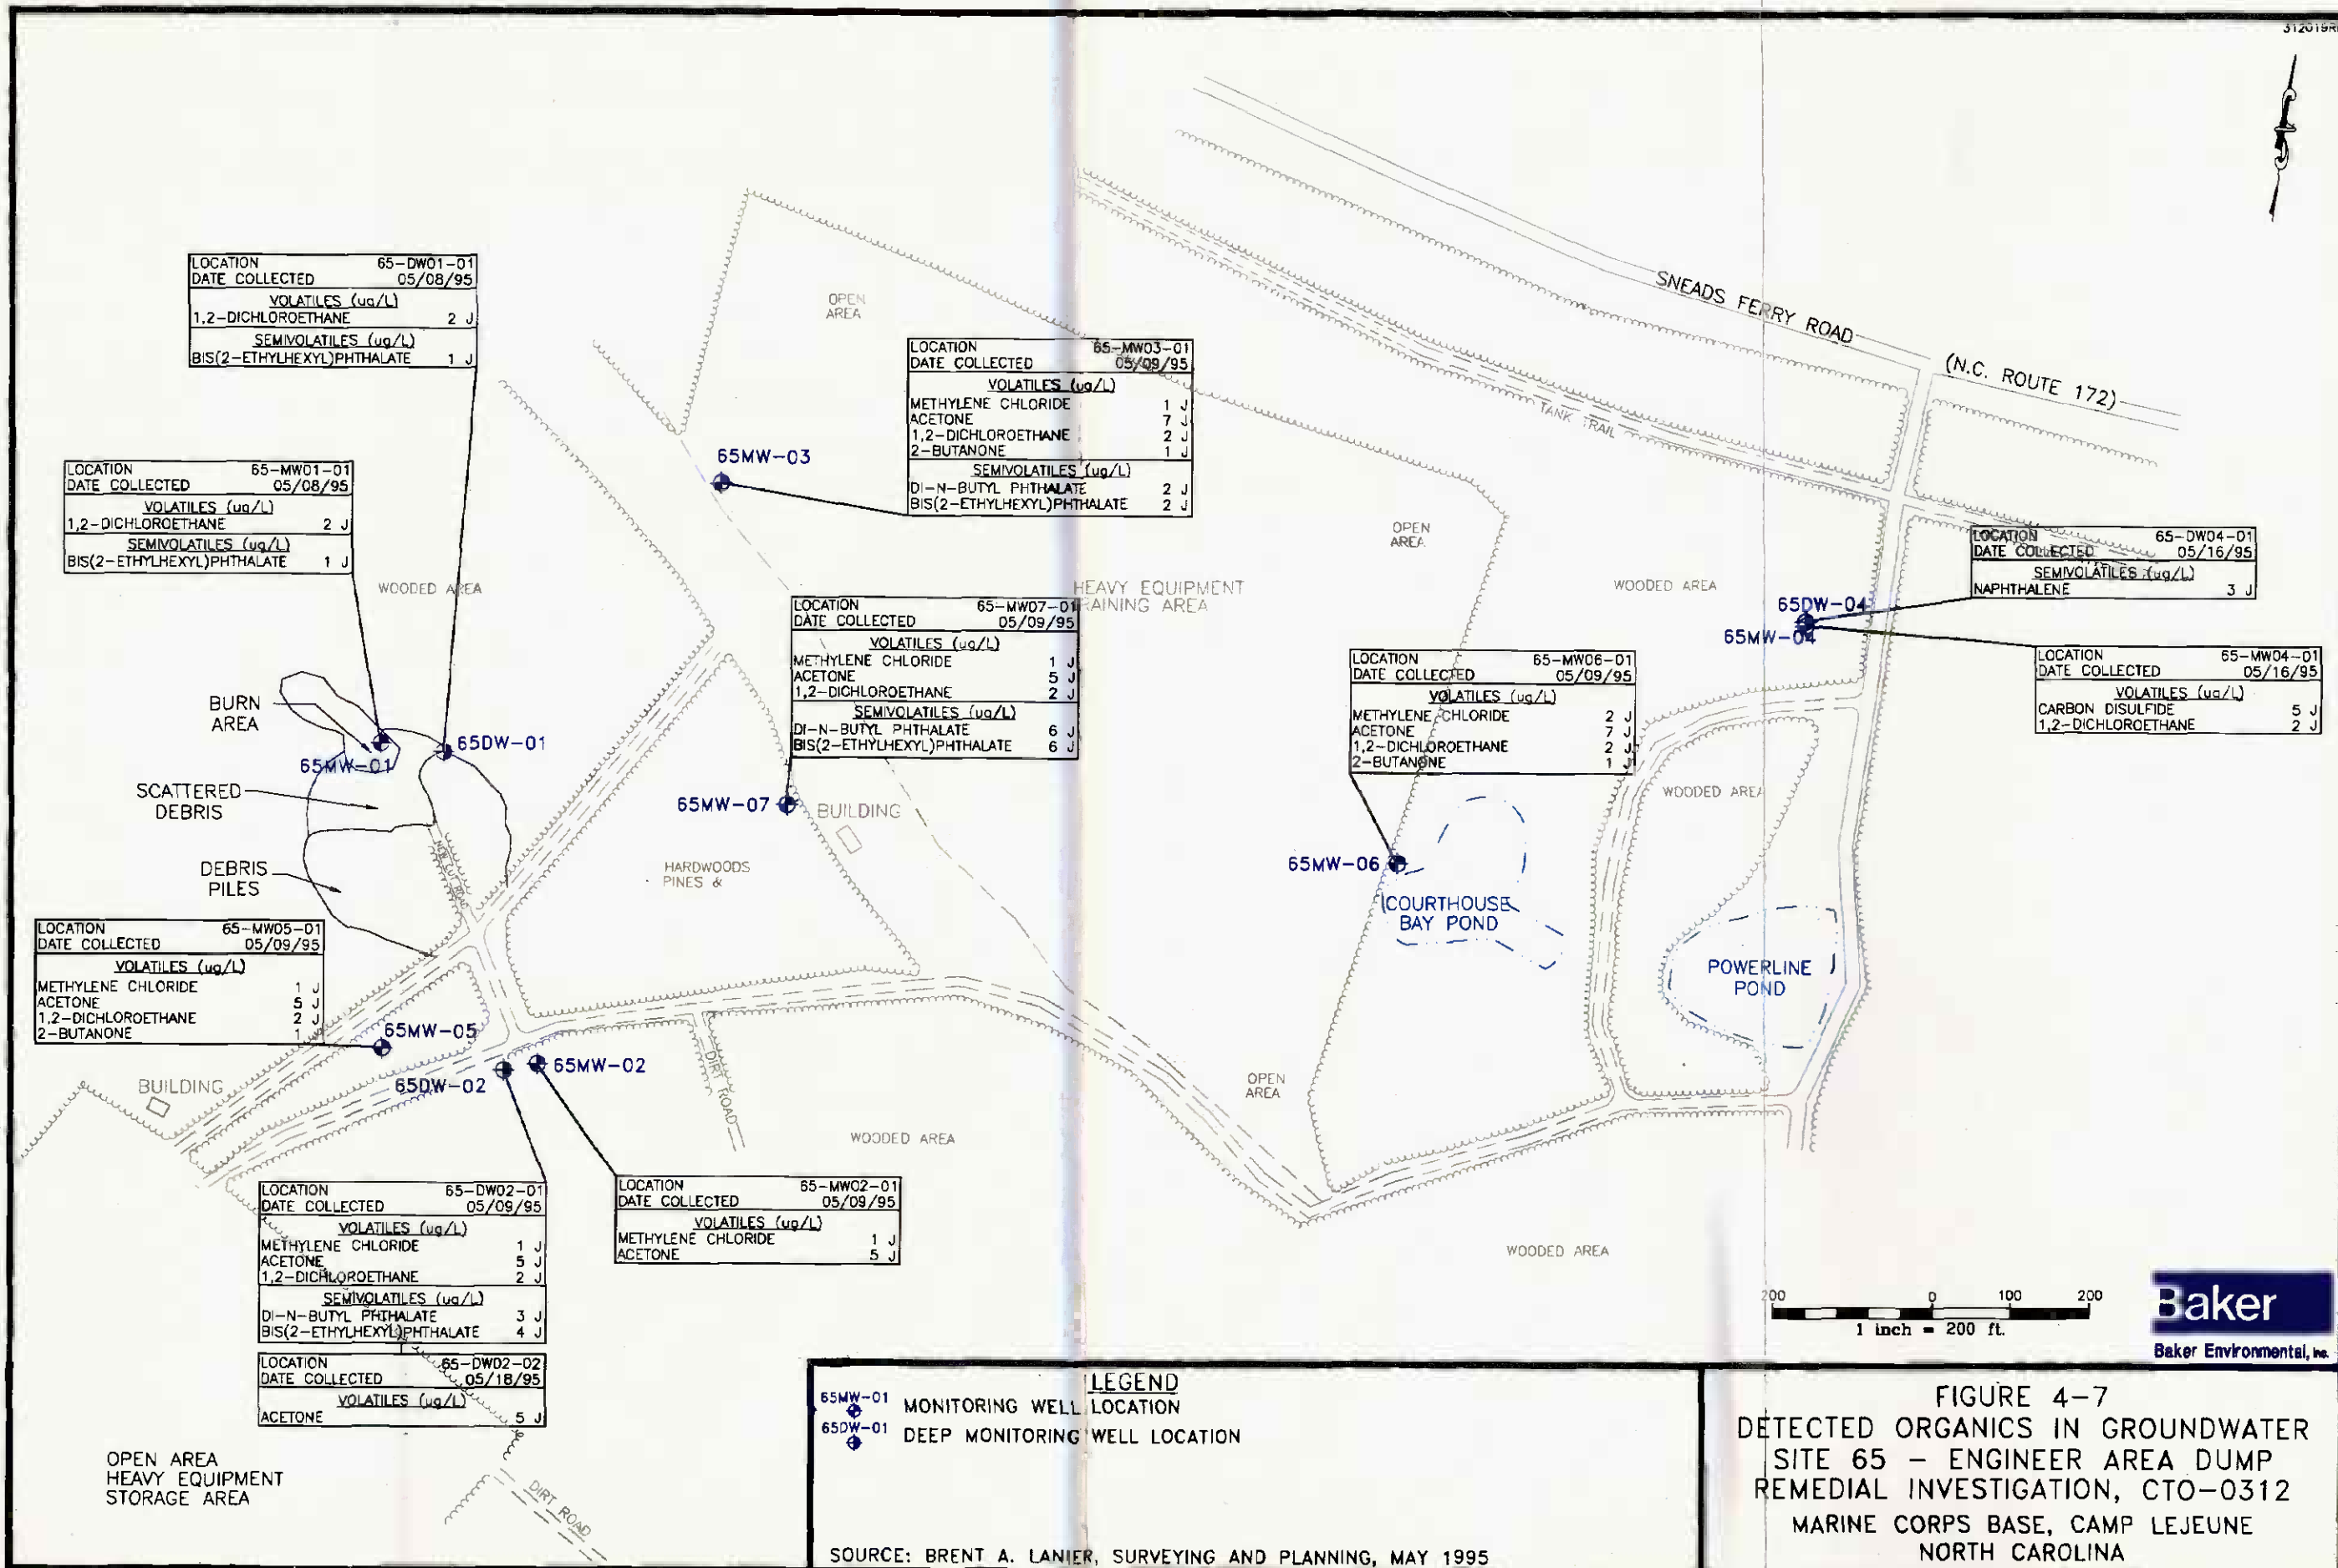 312019R
LOCATION 65-DW01-01
DATE COLLECTED 05/08/95
VOLATILES (ug/L)
1,2-DICHLOROETHANE 2 J
SEMIVOLATILES (ug/L)
BIS(2-ETHYLHEXYL)PHTHALATE 1 J
OPEN
AREA
SNEADS FERRY ROAD
(N.C. ROUTE 172)
TANK TRAIL
LOCATION 65-MW03-01
DATE COLLECTED 05/09/95
VOLATILES (ug/L)
METHYLENE CHLORIDE 1 J
ACETONE 7 J
1,2-DICHLOROETHANE 2 J
2-BUTANONE 1 J
SEMIVOLATILES (ug/L)
DI-N-BUTYL PHTHALATE 2 J
BIS(2-ETHYLHEXYL)PHTHALATE 2 J
65MW-03
LOCATION 65-MW01-01
DATE COLLECTED 05/08/95
VOLATILES (ug/L)
1,2-DICHLOROETHANE 2 J
SEMIVOLATILES (ug/L)
BIS(2-ETHYLHEXYL)PHTHALATE 1 J
WOODED AREA
OPEN
AREA
HEAVY EQUIPMENT
RAINING AREA
WOODED AREA
LOCATION 65-DW04-01
DATE COLLECTED 05/16/95
SEMIVOLATILES (ug/L)
NAPHTHALENE 3 J
65DW-04
65MW-04
LOCATION 65-MW04-01
DATE COLLECTED 05/16/95
VOLATILES (ug/L)
CARBON DISULFIDE 5 J
1,2-DICHLOROETHANE 2 J
LOCATION 65-MW07-01
DATE COLLECTED 05/09/95
VOLATILES (ug/L)
METHYLENE CHLORIDE 1 J
ACETONE 5 J
1,2-DICHLOROETHANE 2 J
SEMIVOLATILES (ug/L)
DI-N-BUTYL PHTHALATE 6 J
BIS(2-ETHYLHEXYL)PHTHALATE 6 J
LOCATION 65-MW06-01
DATE COLLECTED 05/09/95
VOLATILES (ug/L)
METHYLENE CHLORIDE 2 J
ACETONE 7 J
1,2-DICHLOROETHANE 2 J
2-BUTANONE 1 J
BURN
AREA
65MW-01
65DW-01
SCATTERED
DEBRIS
DEBRIS
PILES
65MW-07
BUILDING
HARDWOODS
PINES &
WOODED AREA
65MW-06
COURTHOUSE
BAY POND
POWERLINE
POND
LOCATION 65-MW05-01
DATE COLLECTED 05/09/95
VOLATILES (ug/L)
METHYLENE CHLORIDE 1 J
ACETONE 5 J
1,2-DICHLOROETHANE 2 J
2-BUTANONE 1
65MW-05
65DW-02
65MW-02
BUILDING
DIRT ROAD
OPEN
AREA
WOODED AREA
WOODED AREA
LOCATION 65-DW02-01
DATE COLLECTED 05/09/95
VOLATILES (ug/L)
METHYLENE CHLORIDE 1 J
ACETONE 5 J
1,2-DICHLOROETHANE 2 J
SEMIVOLATILES (ug/L)
DI-N-BUTYL PHTHALATE 3 J
BIS(2-ETHYLHEXYL)PHTHALATE 4 J
LOCATION 65-MW02-01
DATE COLLECTED 05/09/95
VOLATILES (ug/L)
METHYLENE CHLORIDE 1 J
ACETONE 5 J
LOCATION 65-DW02-02
DATE COLLECTED 05/18/95
VOLATILES (ug/L)
ACETONE 5 J
OPEN AREA
HEAVY EQUIPMENT
STORAGE AREA
DIRT ROAD
200 0 100 200
1 inch = 200 ft.
Baker
Baker Environmental, Inc.
LEGEND
65MW-01 MONITORING WELL LOCATION
65DW-01 DEEP MONITORING WELL LOCATION
SOURCE: BRENT A. LANIER, SURVEYING AND PLANNING, MAY 1995
FIGURE 4-7
DETECTED ORGANICS IN GROUNDWATER
SITE 65 - ENGINEER AREA DUMP
REMEDIAL INVESTIGATION, CTO-0312
MARINE CORPS BASE, CAMP LEJEUNE
NORTH CAROLINA